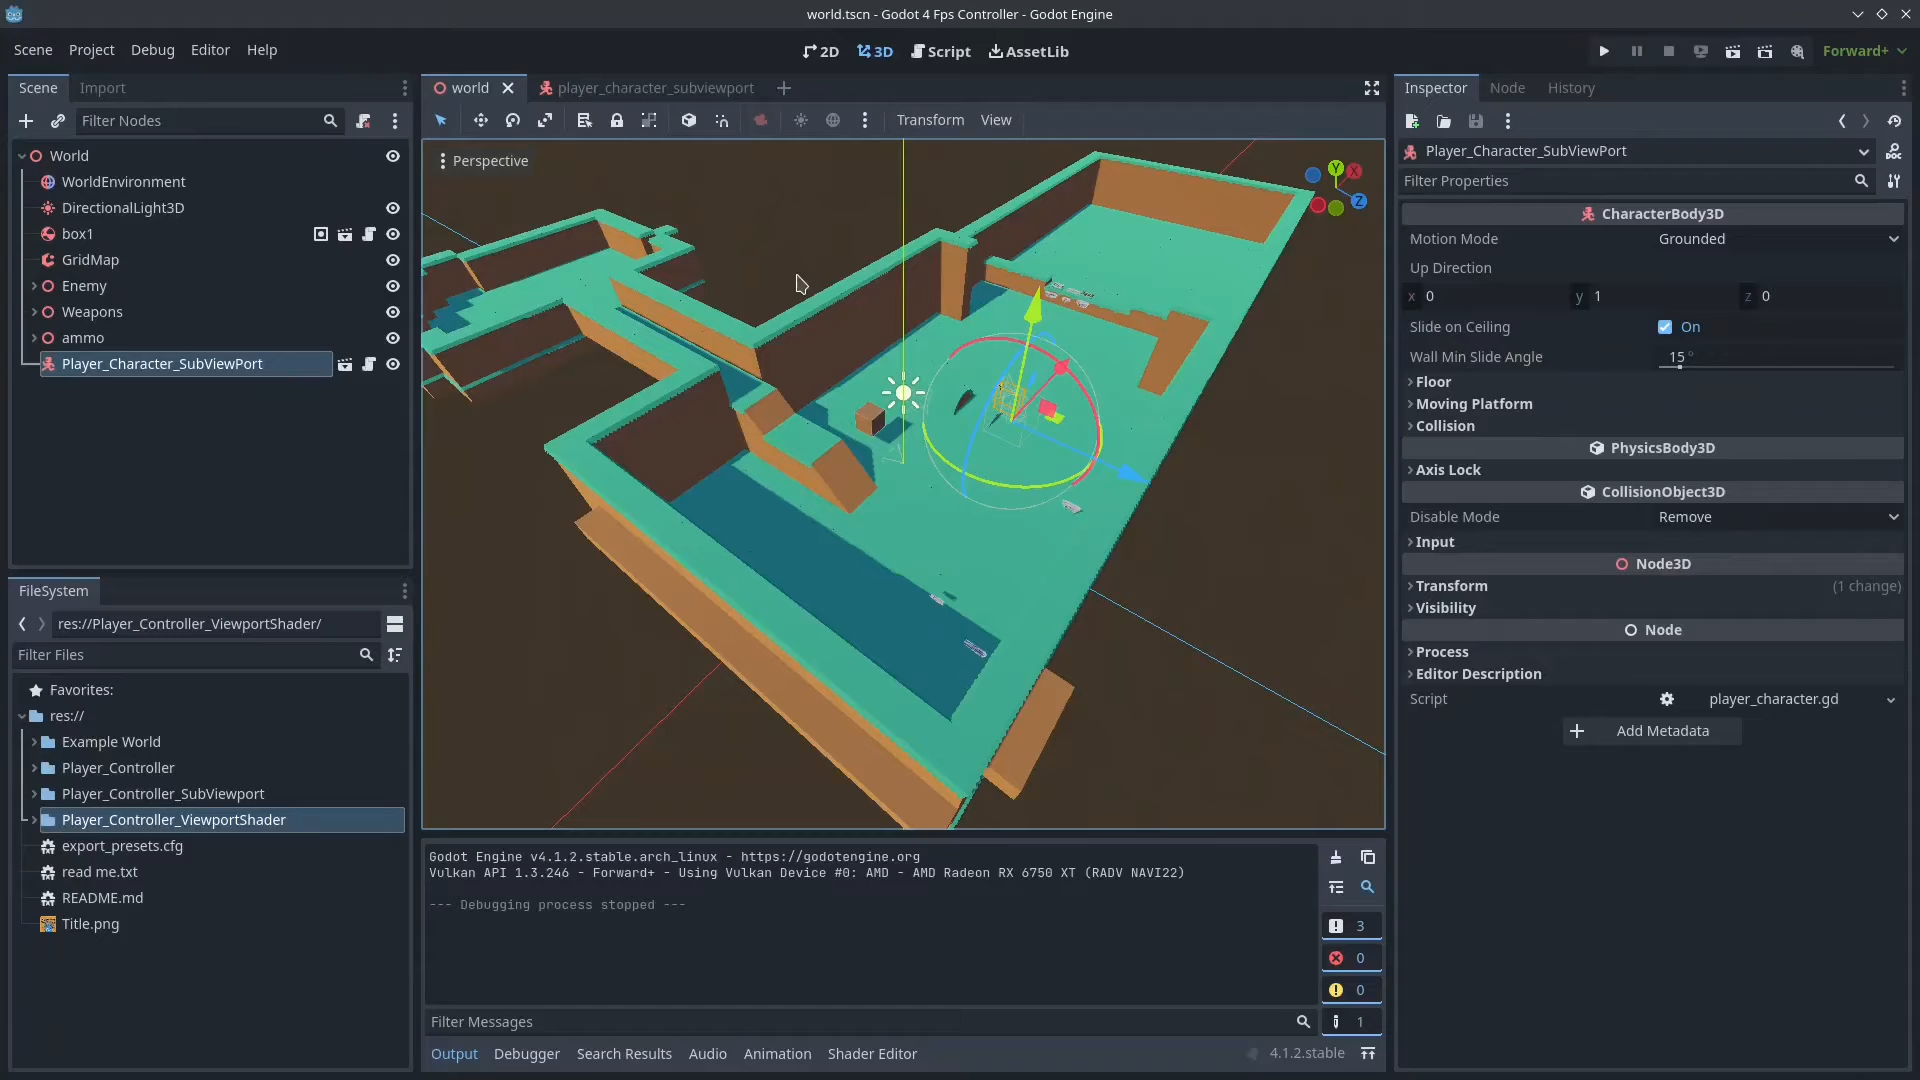 world.tscn - Godot 4 Fps Controller - Godot Engine
Scene Project Debug Editor Help
2D 3D Script AssetLib
Forward+
Scene Import
Filter Nodes
World
WorldEnvironment
DirectionalLight3D
box1
GridMap
Enemy
Weapons
ammo
Player_Character_SubViewPort
FileSystem
res://Player_Controller_ViewportShader/
Filter Files
Favorites:
res://
Example World
Player_Controller
Player_Controller_SubViewport
Player_Controller_ViewportShader
export_presets.cfg
read me.txt
README.md
Title.png
world player_character_subviewport
Transform View
Perspective
Y X Z
Godot Engine v4.1.2.stable.arch_linux - https://godotengine.org
Vulkan API 1.3.246 - Forward+ - Using Vulkan Device #0: AMD - AMD Radeon RX 6750 XT (RADV NAVI22)
--- Debugging process stopped ---
3
0
0
1
Filter Messages
Output Debugger Search Results Audio Animation Shader Editor
4.1.2.stable
Inspector Node History
Player_Character_SubViewPort
DOC
Filter Properties
CharacterBody3D
Motion Mode Grounded
Up Direction
x 0 y 1 z 0
Slide on Ceiling On
Wall Min Slide Angle 15 °
Floor
Moving Platform
Collision
PhysicsBody3D
Axis Lock
CollisionObject3D
Disable Mode Remove
Input
Node3D
Transform (1 change)
Visibility
Node
Process
Editor Description
Script player_character.gd
Add Metadata